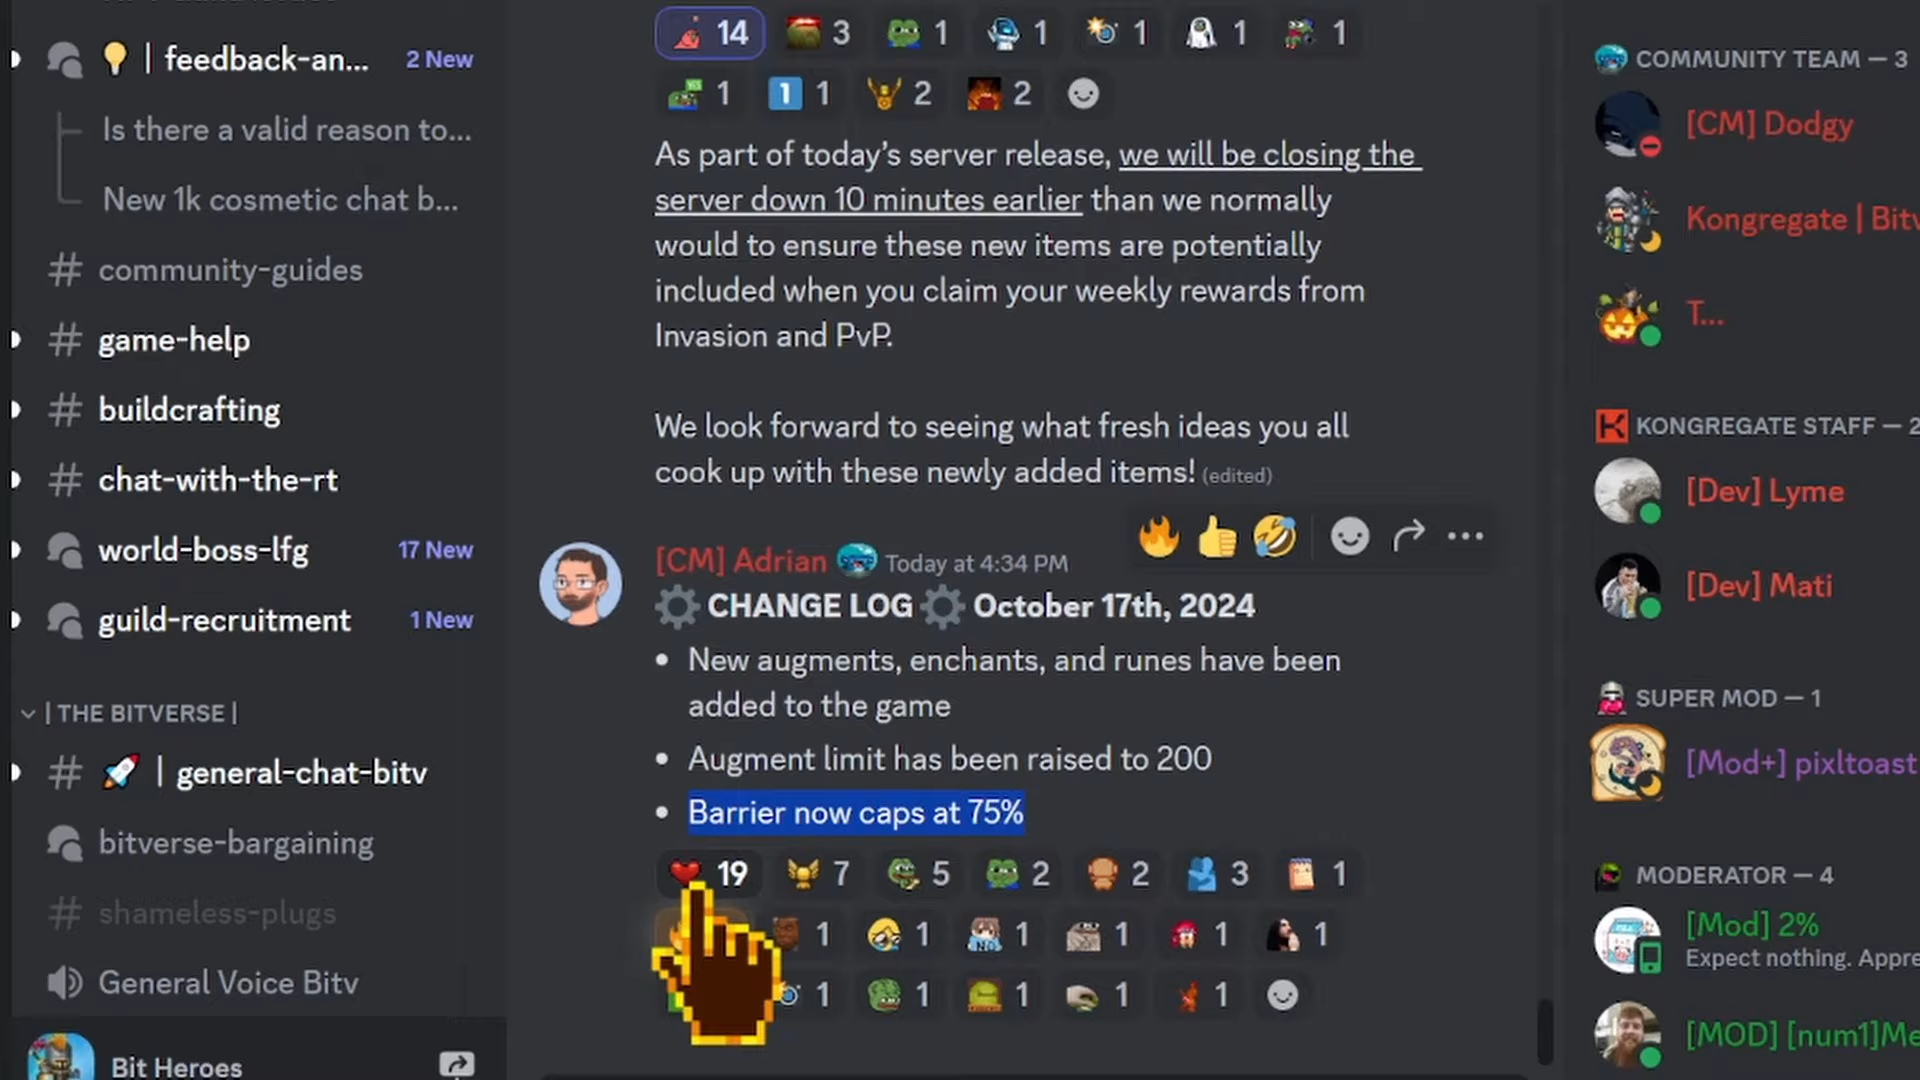 feedback-an... 2 New
Is there a valid reason to...
New 1k cosmetic chat b...
# community-guides
# game-help
# buildcrafting
# chat-with-the-rt
world-boss-lfg 17 New
guild-recruitment 1 New
| THE BITVERSE |
# | general-chat-bitv
bitverse-bargaining
# shameless-plugs
General Voice Bitv
Bit Heroes
14 3 1 1 1 1 1
1 1 1 2 2
As part of today's server release, we will be closing the
server down 10 minutes earlier than we normally
would to ensure these new items are potentially
included when you claim your weekly rewards from
Invasion and PvP.
We look forward to seeing what fresh ideas you all
cook up with these newly added items! (edited)
[CM] Adrian Today at 4:34 PM
CHANGE LOG October 17th, 2024
• New augments, enchants, and runes have been
added to the game
• Augment limit has been raised to 200
• Barrier now caps at 75%
19 7 5 2 2 3 1
1 1 1 1 1 1
1 1 1 1 1
COMMUNITY TEAM — 3
[CM] Dodgy
Kongregate | Bitv
T...
KONGREGATE STAFF — 2
[Dev] Lyme
[Dev] Mati
SUPER MOD — 1
[Mod+] pixltoast
MODERATOR — 4
[Mod] 2%
Expect nothing. Appre
[MOD] [num1]Me